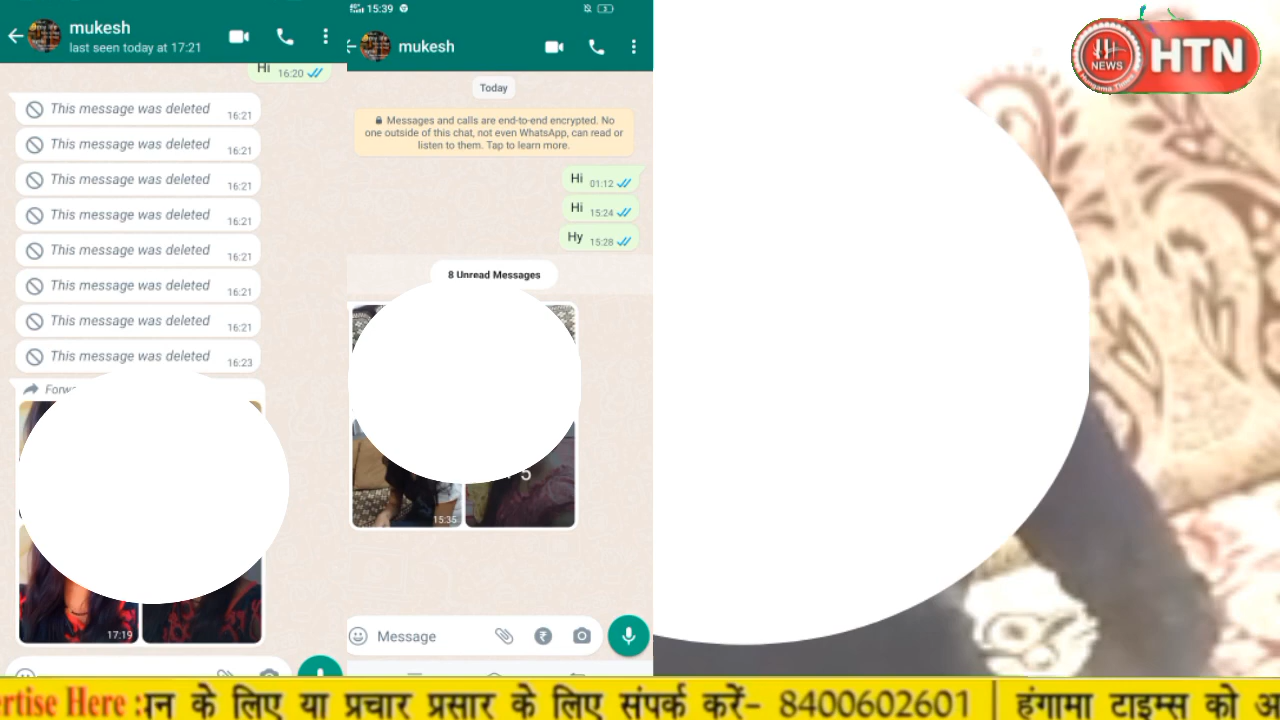 mukesh
last seen today at 17:21
Hi 16:20
This message was deleted 16:21
This message was deleted 16:21
This message was deleted 16:21
This message was deleted 16:21
This message was deleted 16:21
This message was deleted 16:21
This message was deleted 16:21
This message was deleted 16:23
17:19
15:39
mukesh
Today
Messages and calls are end-to-end encrypted. No
one outside of this chat, not even WhatsApp, can read or
listen to them. Tap to learn more.
Hi 01:12
Hi 15:24
Hy 15:28
8 Unread Messages
5
15:35
Message
NEWS
Hungama Times
HTN
ertise Here : न के लिए या प्रचार प्रसार के लिए संपर्क करें- 8400602601 | हंगामा टाइम्स को